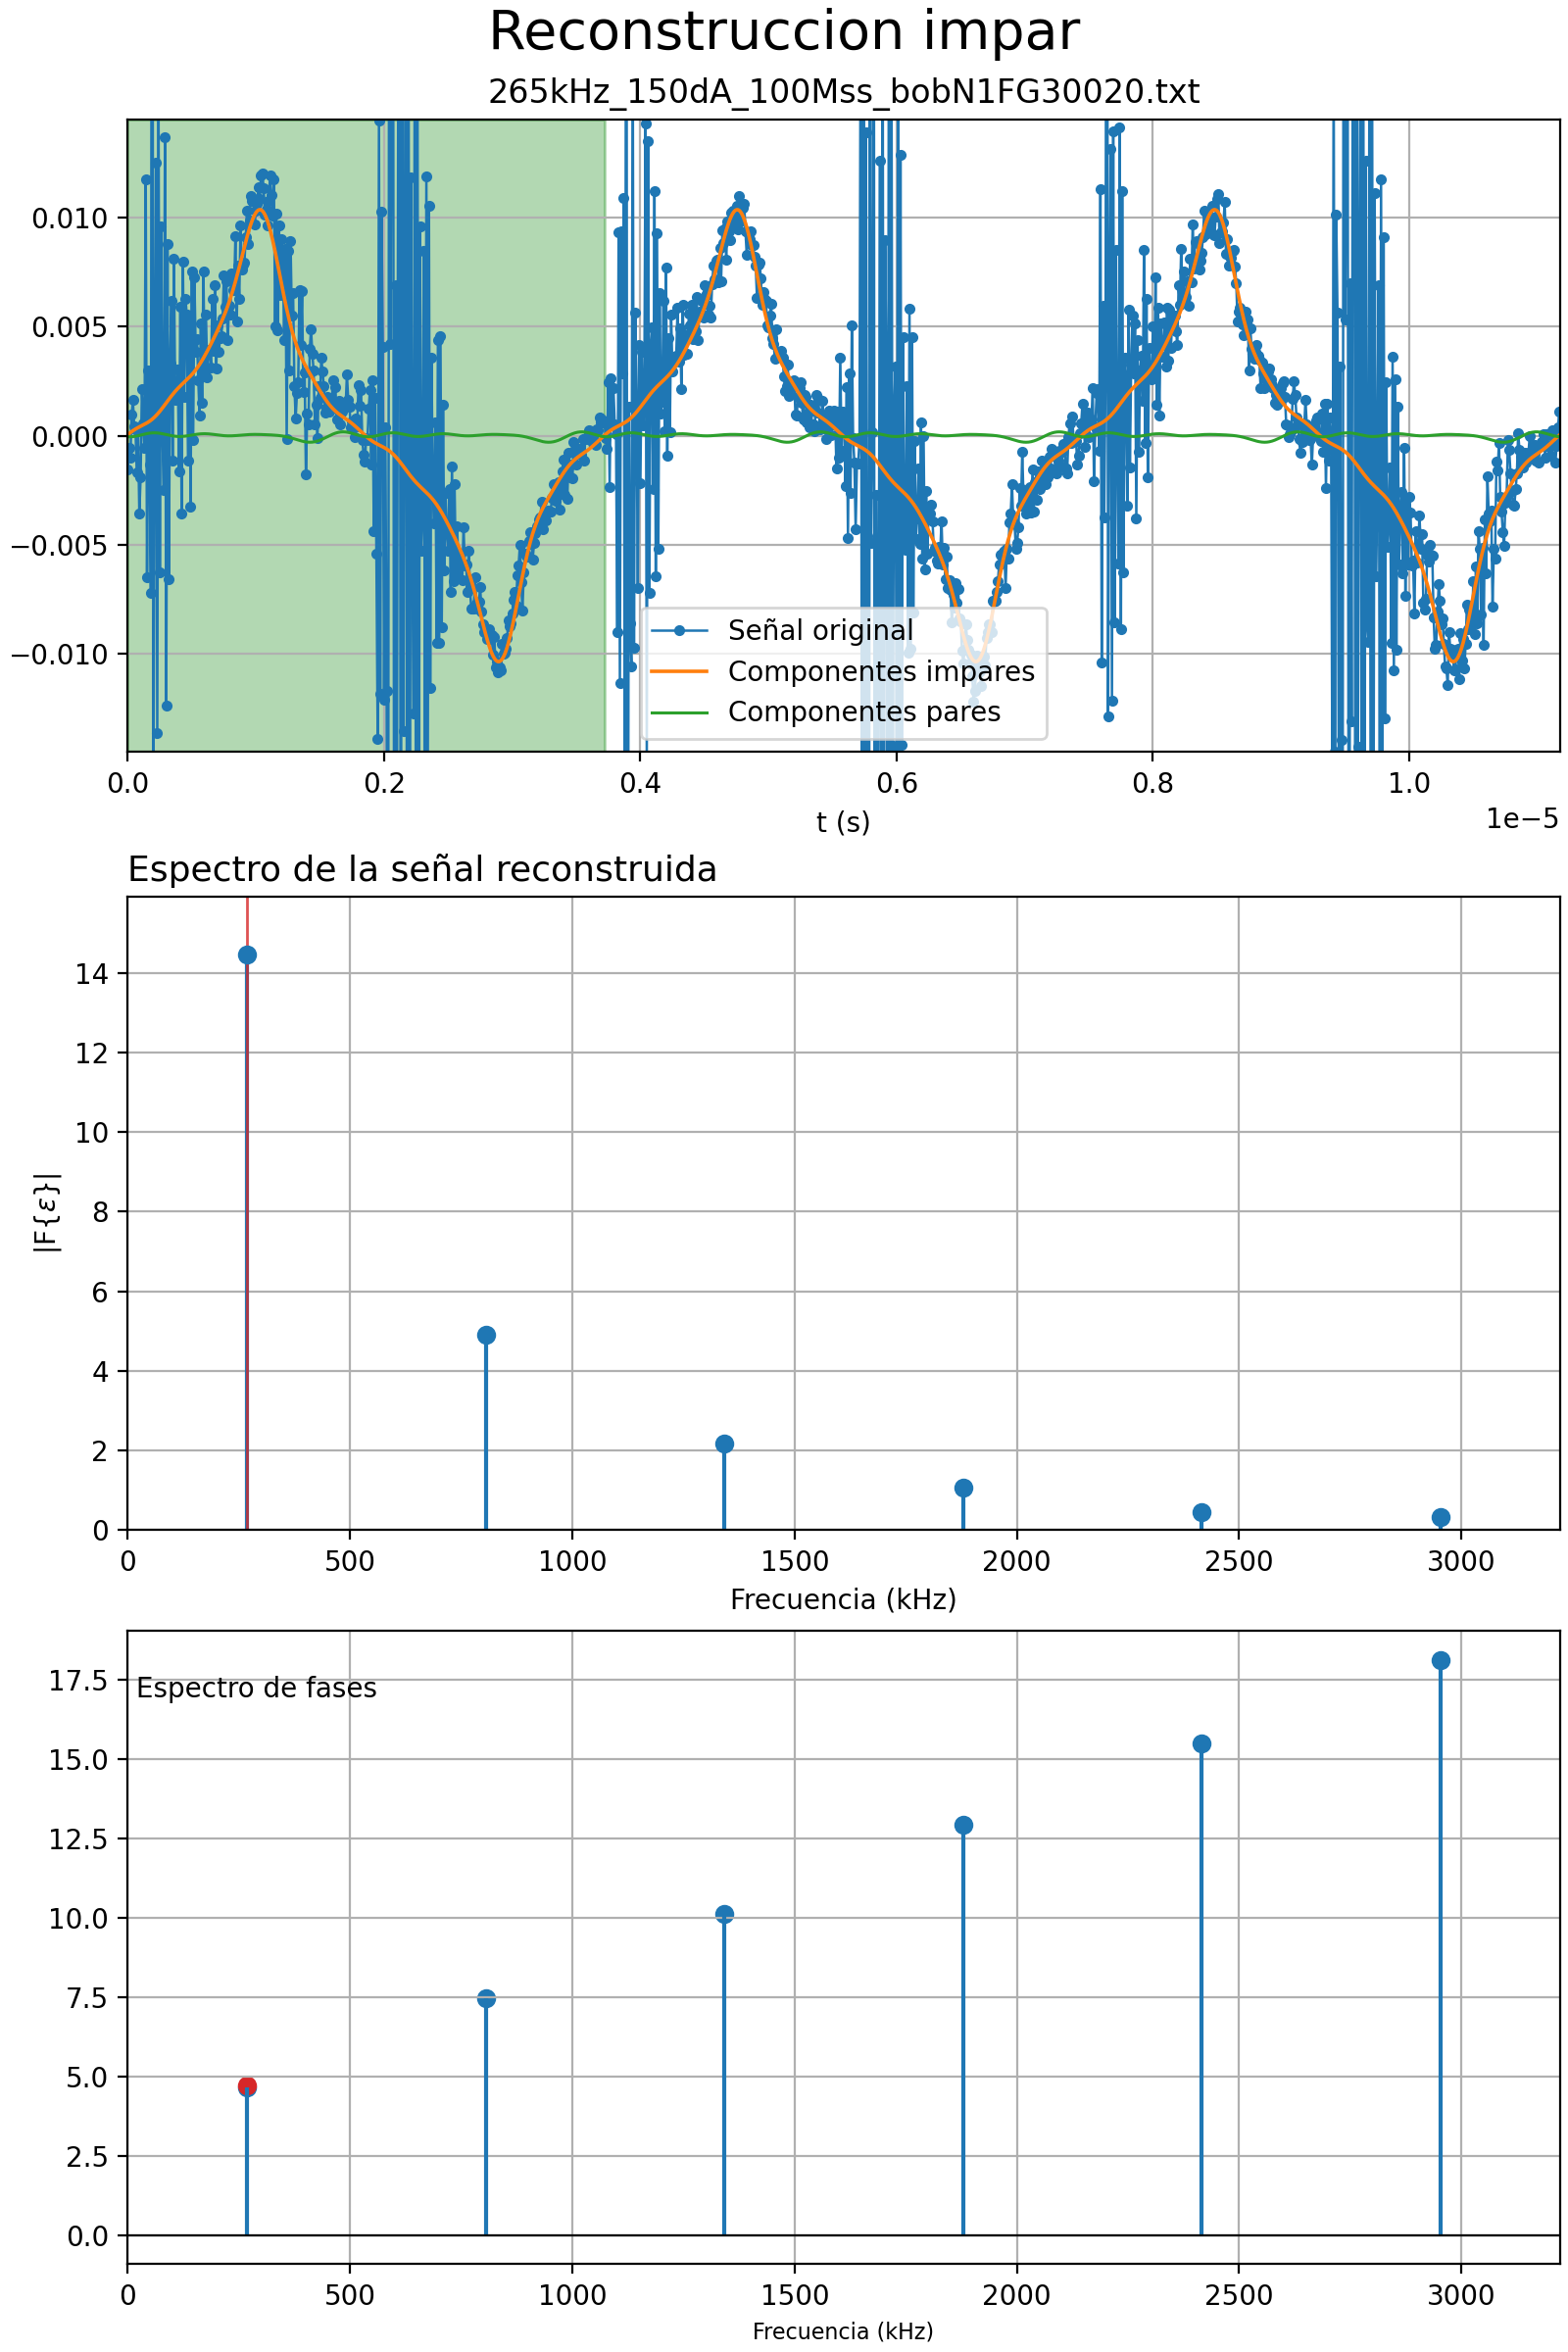 Reconstruccion impar
265kHz_150dA_100Mss_bobN1FG30020.txt
0.010
0.005
0.000
−0.005
−0.010
Señal original
Componentes impares
Componentes pares
0.0 0.2 0.4 0.6 0.8 1.0
t (s)
1e−5
Espectro de la señal reconstruida
14
12
10
8
6
4
2
0
|F{ε}|
0 500 1000 1500 2000 2500 3000
Frecuencia (kHz)
Espectro de fases
17.5
15.0
12.5
10.0
7.5
5.0
2.5
0.0
0 500 1000 1500 2000 2500 3000
Frecuencia (kHz)